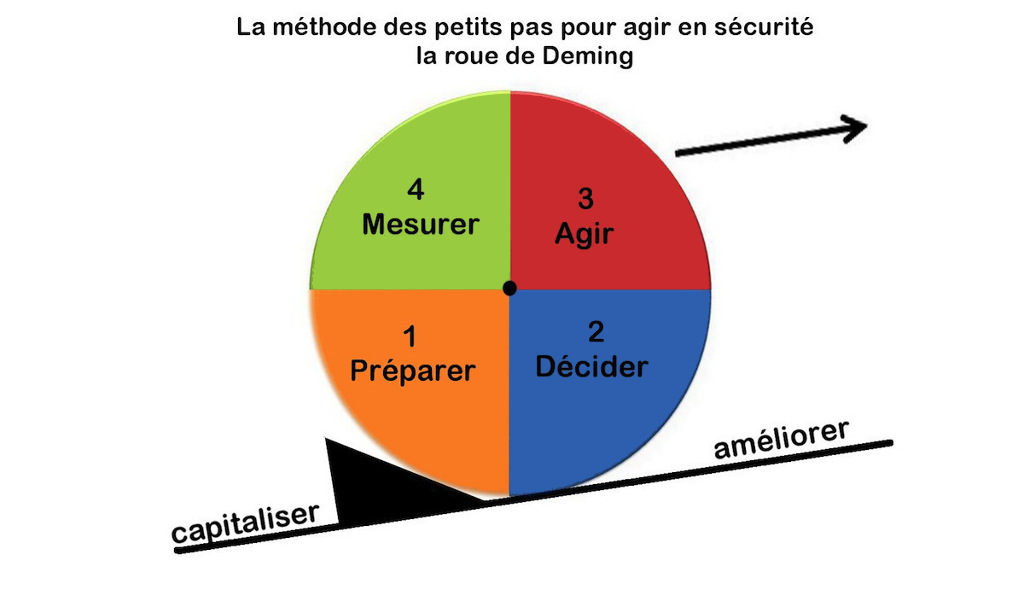 La méthode des petits pas pour agir en sécurité
la roue de Deming
4
Mesurer
3
Agir
1
Préparer
2
Décider
améliorer
capitaliser